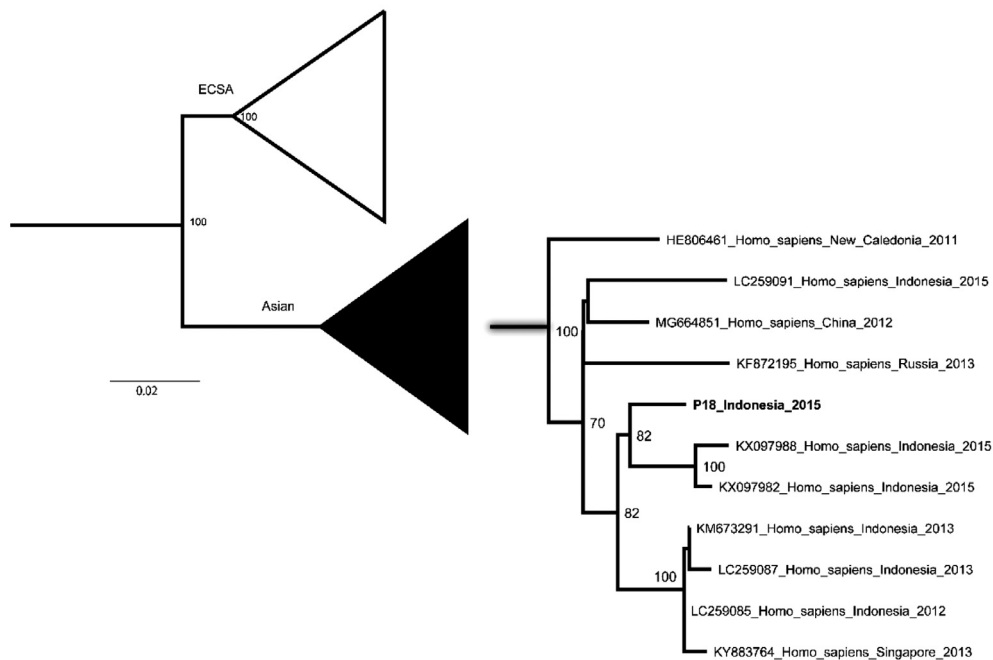 ECSA
100
100
Asian
0.02
HE806461_Homo_sapiens_New_Caledonia_2011
LC259091_Homo_sapiens_Indonesia_2015
100
MG664851_Homo_sapiens_China_2012
KF872195_Homo_sapiens_Russia_2013
P18_Indonesia_2015
70
82
KX097988_Homo_sapiens_Indonesia_2015
100
KX097982_Homo_sapiens_Indonesia_2015
82
KM673291_Homo_sapiens_Indonesia_2013
LC259087_Homo_sapiens_Indonesia_2013
100
LC259085_Homo_sapiens_Indonesia_2012
KY883764_Homo_sapiens_Singapore_2013